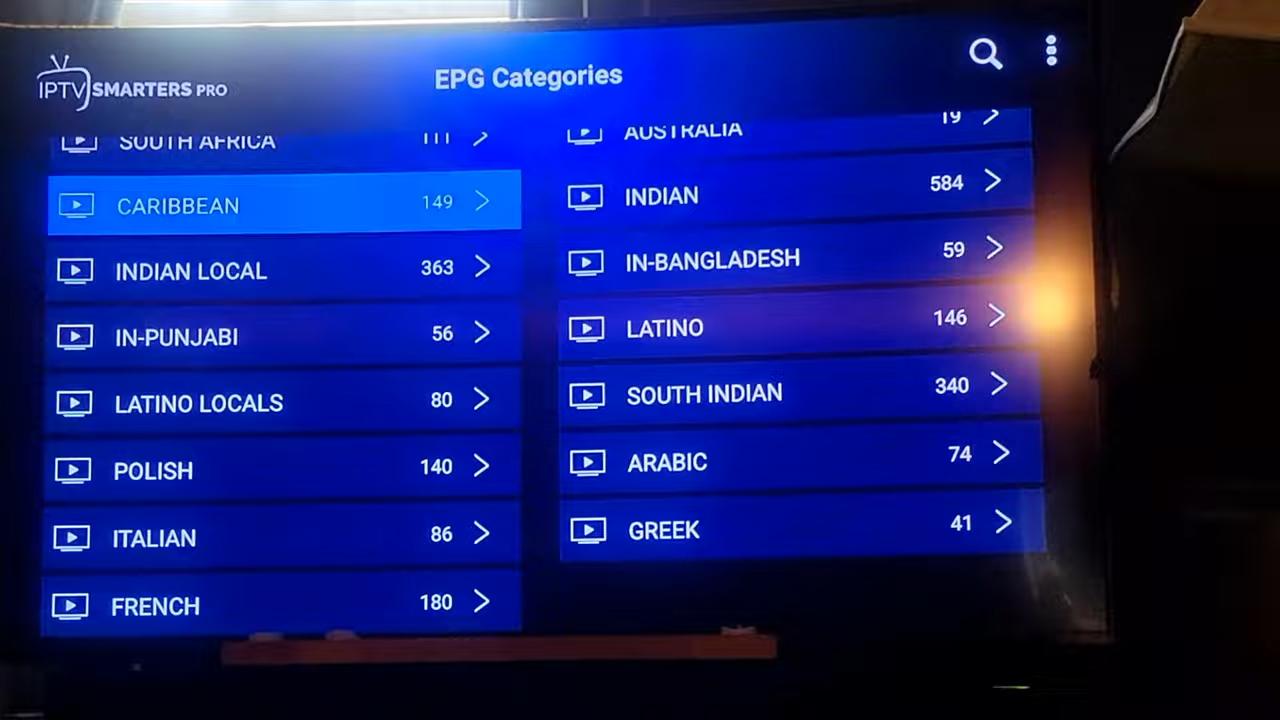 IPTV SMARTERS PRO
EPG Categories
SOUTH AFRICA 111
AUSTRALIA 19
CARIBBEAN 149
INDIAN 584
INDIAN LOCAL 363
IN-BANGLADESH 59
IN-PUNJABI 56
LATINO 146
LATINO LOCALS 80
SOUTH INDIAN 340
POLISH 140
ARABIC 74
ITALIAN 86
GREEK 41
FRENCH 180